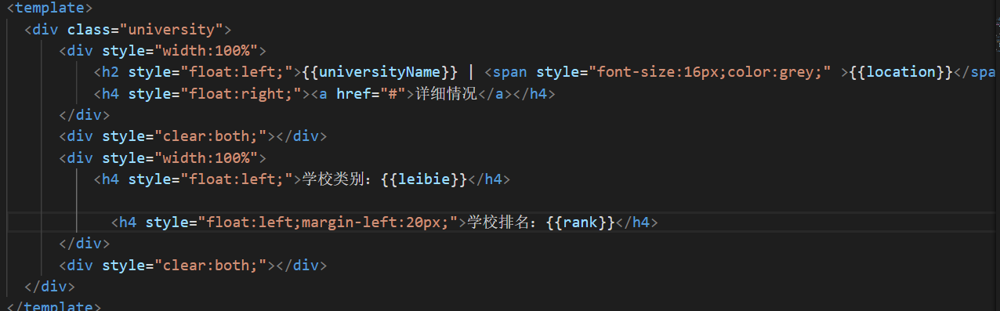 <template>
<div class="university">
<div style="width:100%">
<h2 style="float:left;">{{universityName}} | <span style="font-size:16px;color:grey;" >{{location}}</spa
<h4 style="float:right;"><a href="#">详细情况</a></h4>
</div>
<div style="clear:both;"></div>
<div style="width:100%">
<h4 style="float:left;">学校类别：{{leibie}}</h4>
<h4 style="float:left;margin-left:20px;">学校排名：{{rank}}</h4>
</div>
<div style="clear:both;"></div>
</div>
</template>